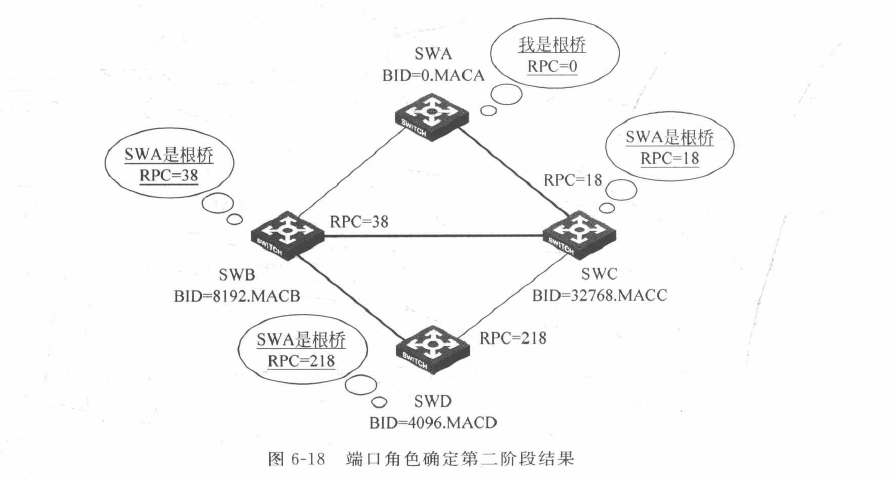 我是根桥
RPC=0
SWA
BID=0.MACA
SWITCH
SWA是根桥
RPC=38
SWA是根桥
RPC=18
RPC=18
RPC=38
SWITCH
SWITCH
SWB
BID=8192.MACB
SWC
BID=32768.MACC
SWA是根桥
RPC=218
SWITCH
RPC=218
SWD
BID=4096.MACD
图 6-18 端口角色确定第二阶段结果